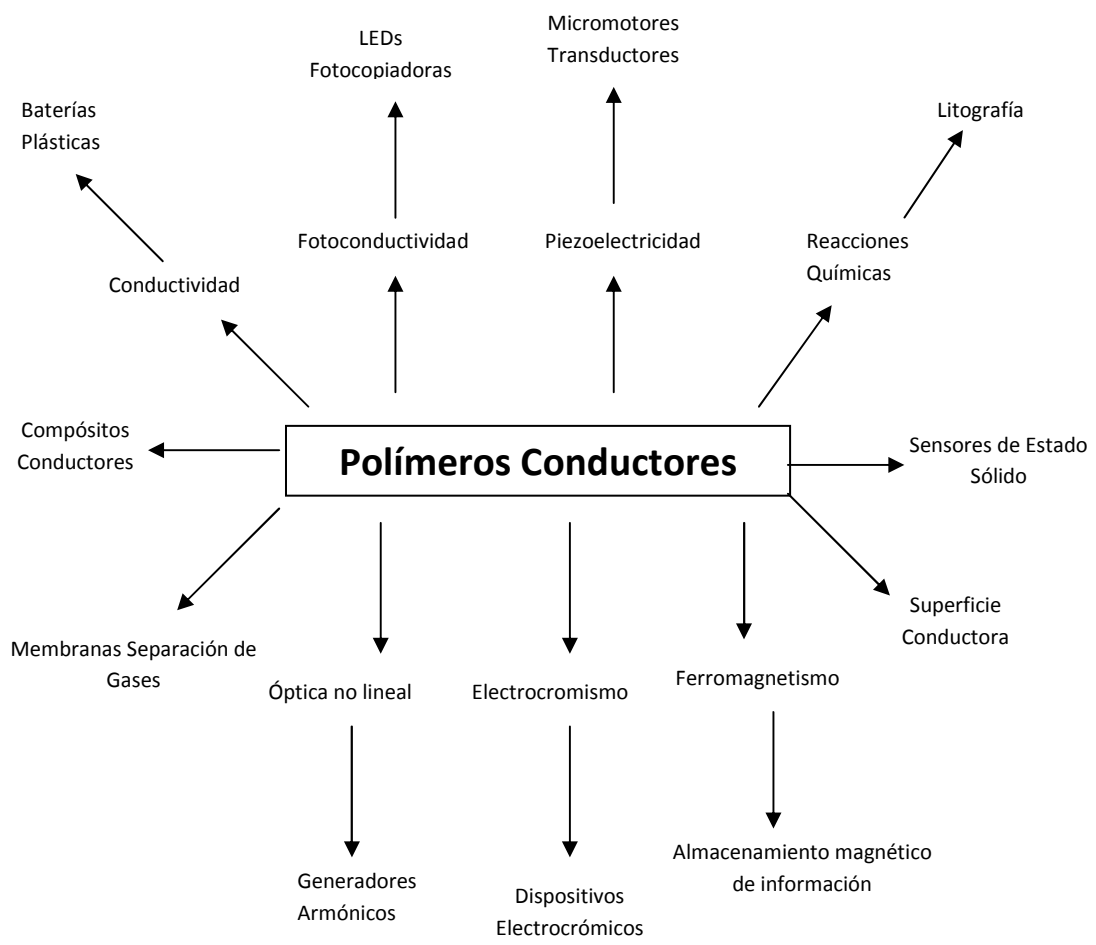 LEDs
Fotocopiadoras
Micromotores
Transductores
Baterías
Plásticas
Litografía
Fotoconductividad
Piezoelectricidad
Reacciones
Químicas
Conductividad
Compósitos
Conductores
Polímeros Conductores
Sensores de Estado
Sólido
Superficie
Conductora
Membranas Separación de
Gases
Óptica no lineal
Electrocromismo
Ferromagnetismo
Generadores
Armónicos
Dispositivos
Electrocrómicos
Almacenamiento magnético
de información